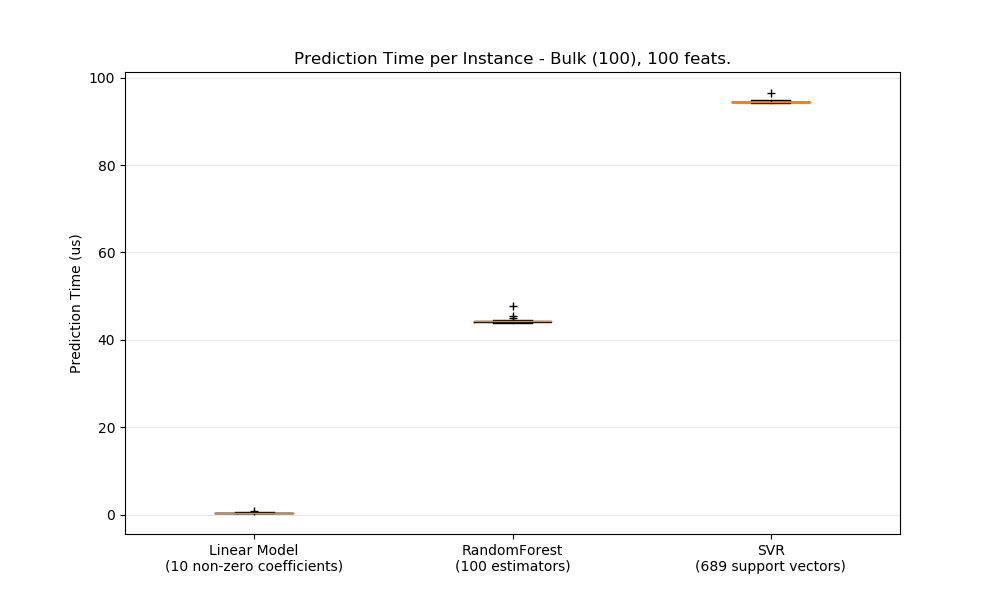 Prediction Time per Instance - Bulk (100), 100 feats.
100
80
60
40
20
0
Prediction Time (us)
Linear Model
(10 non-zero coefficients)
RandomForest
(100 estimators)
SVR
(689 support vectors)